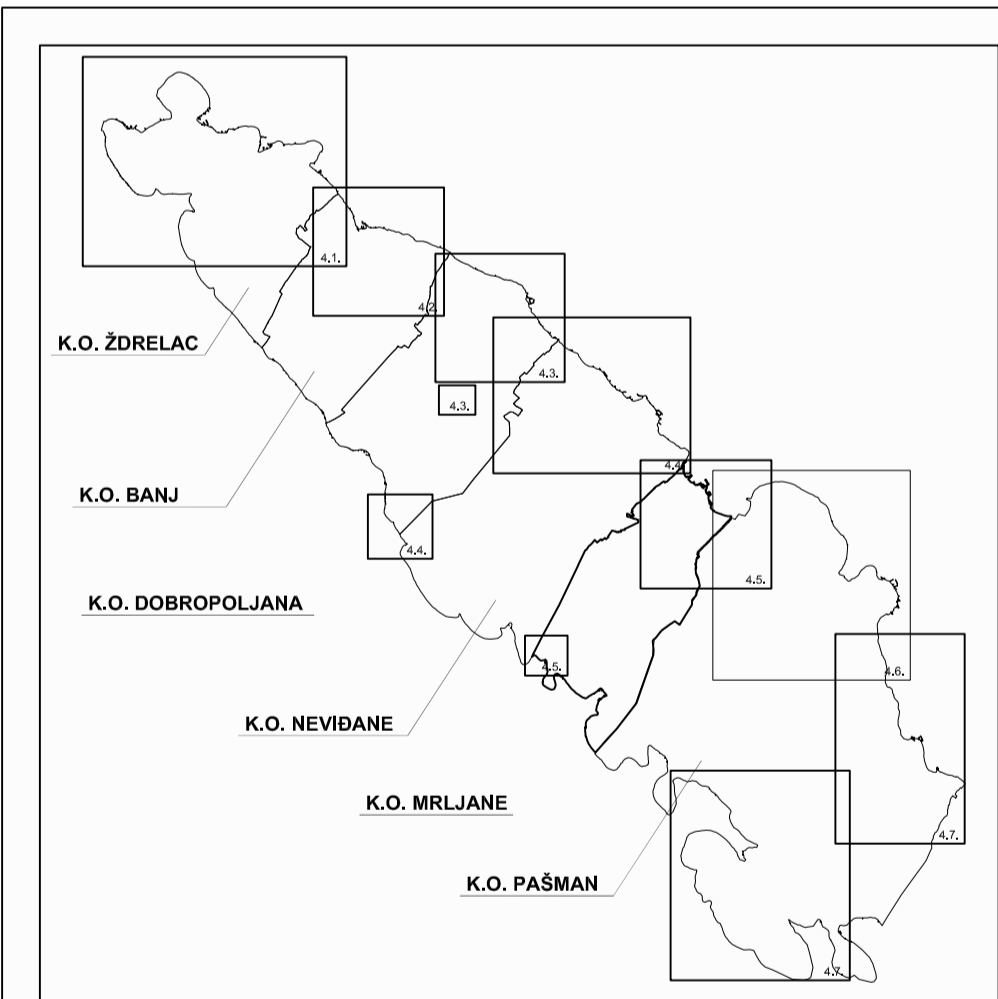 4.1.
4.2.
K.O. ŽDRELAC
4.3.
4.3.
4.4.
K.O. BANJ
4.4.
4.5.
K.O. DOBROPOLJANA
4.5.
4.6.
K.O. NEVIĐANE
K.O. MRLJANE
4.7.
K.O. PAŠMAN
4.7.